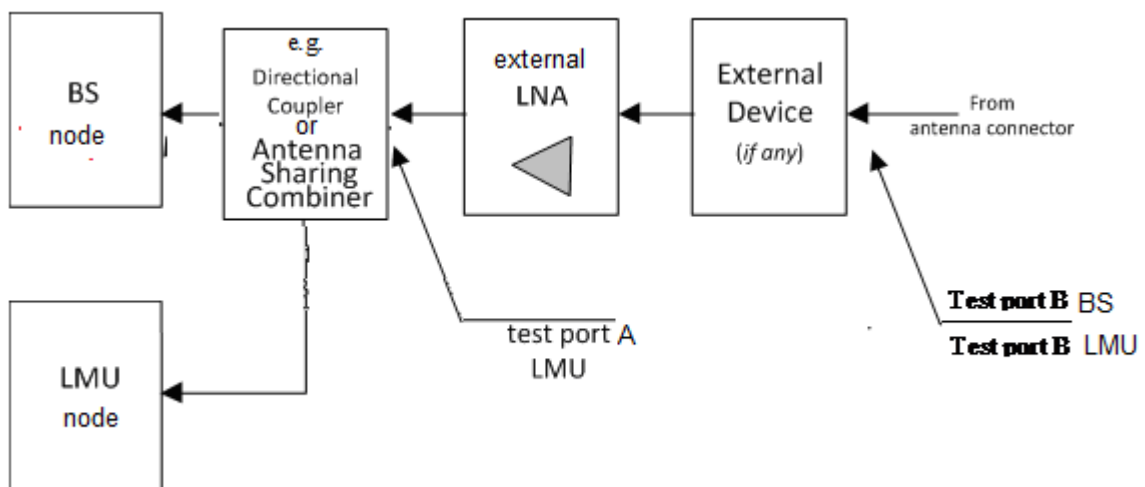 BS
node
e.g.
Directional
Coupler
or
Antenna
Sharing
Combiner
external
LNA
External
Device
(if any)
From
antenna connector
LMU
node
test port A
LMU
Test port B BS
Test port B LMU